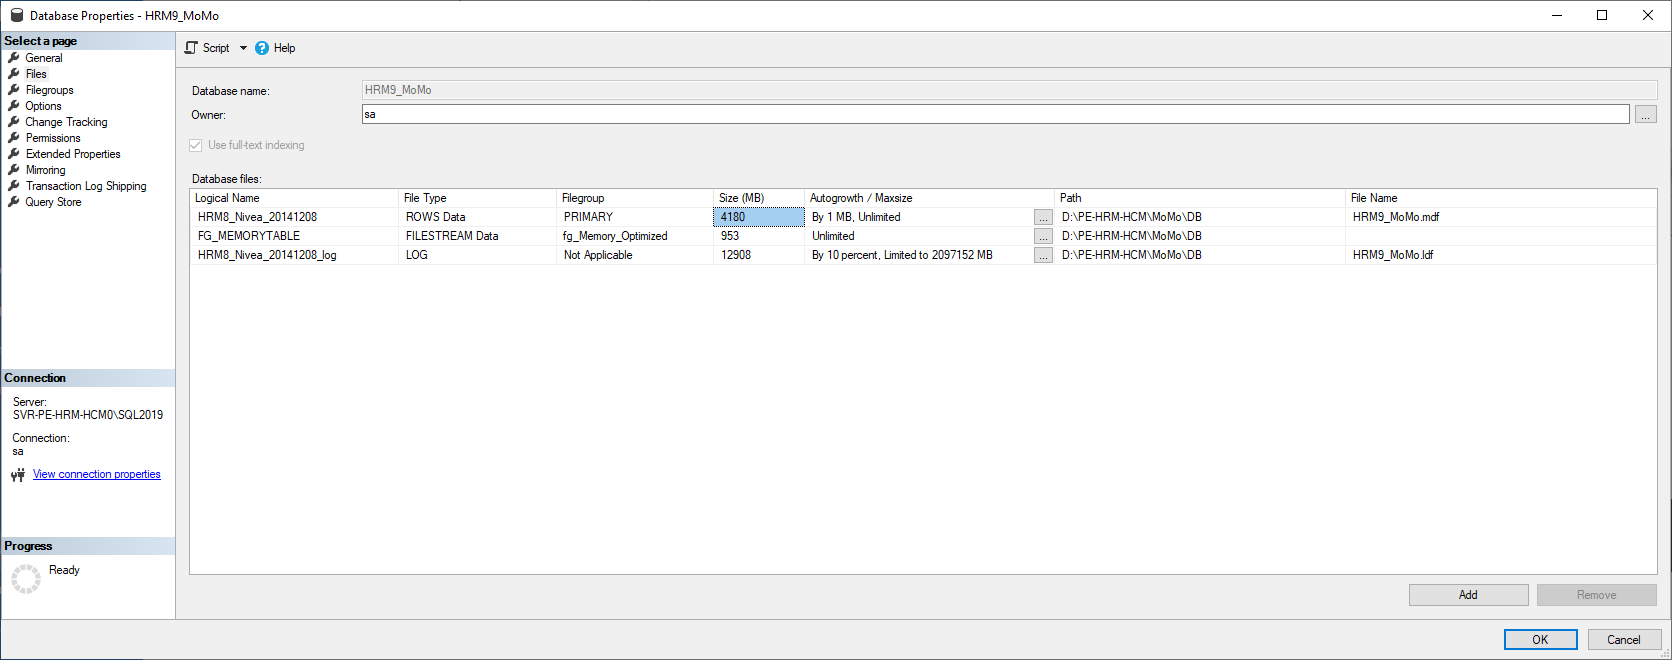 Database Properties - HRM9_MoMo
Select a page
General
Files
Filegroups
Options
Change Tracking
Permissions
Extended Properties
Mirroring
Transaction Log Shipping
Query Store
Connection
Server:
SVR-PE-HRM-HCM0\SQL2019
Connection:
sa
View connection properties
Progress
Ready
Script Help
Database name: HRM9_MoMo
Owner: sa ...
Use full-text indexing
Database files:
Logical Name File Type Filegroup Size (MB) Autogrowth / Maxsize Path File Name
HRM8_Nivea_20141208 ROWS Data PRIMARY 4180 By 1 MB, Unlimited ... D:\PE-HRM-HCM\MoMo\DB HRM9_MoMo.mdf
FG_MEMORYTABLE FILESTREAM Data fg_Memory_Optimized 953 Unlimited ... D:\PE-HRM-HCM\MoMo\DB
HRM8_Nivea_20141208_log LOG Not Applicable 12908 By 10 percent, Limited to 2097152 MB ... D:\PE-HRM-HCM\MoMo\DB HRM9_MoMo.ldf
Add Remove
OK Cancel